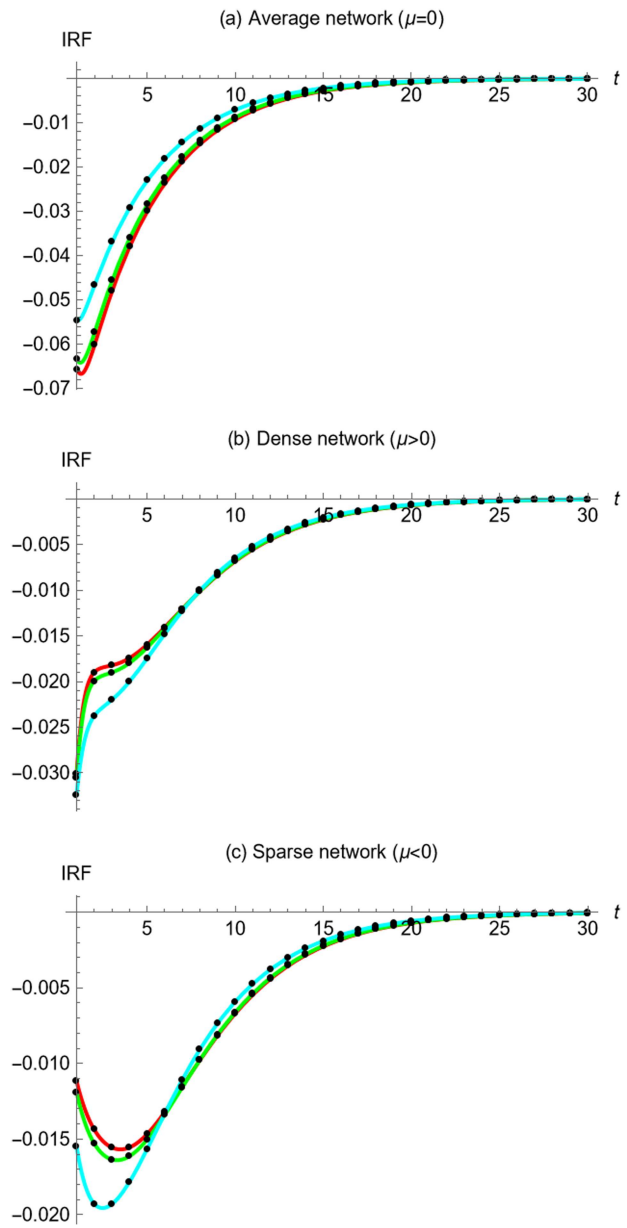 (a) Average network (μ=0)
IRF
t
5 10 15 20 25 30
−0.01
−0.02
−0.03
−0.04
−0.05
−0.06
−0.07
(b) Dense network (μ>0)
IRF
t
5 10 15 20 25 30
−0.005
−0.010
−0.015
−0.020
−0.025
−0.030
(c) Sparse network (μ<0)
IRF
t
5 10 15 20 25 30
−0.005
−0.010
−0.015
−0.020